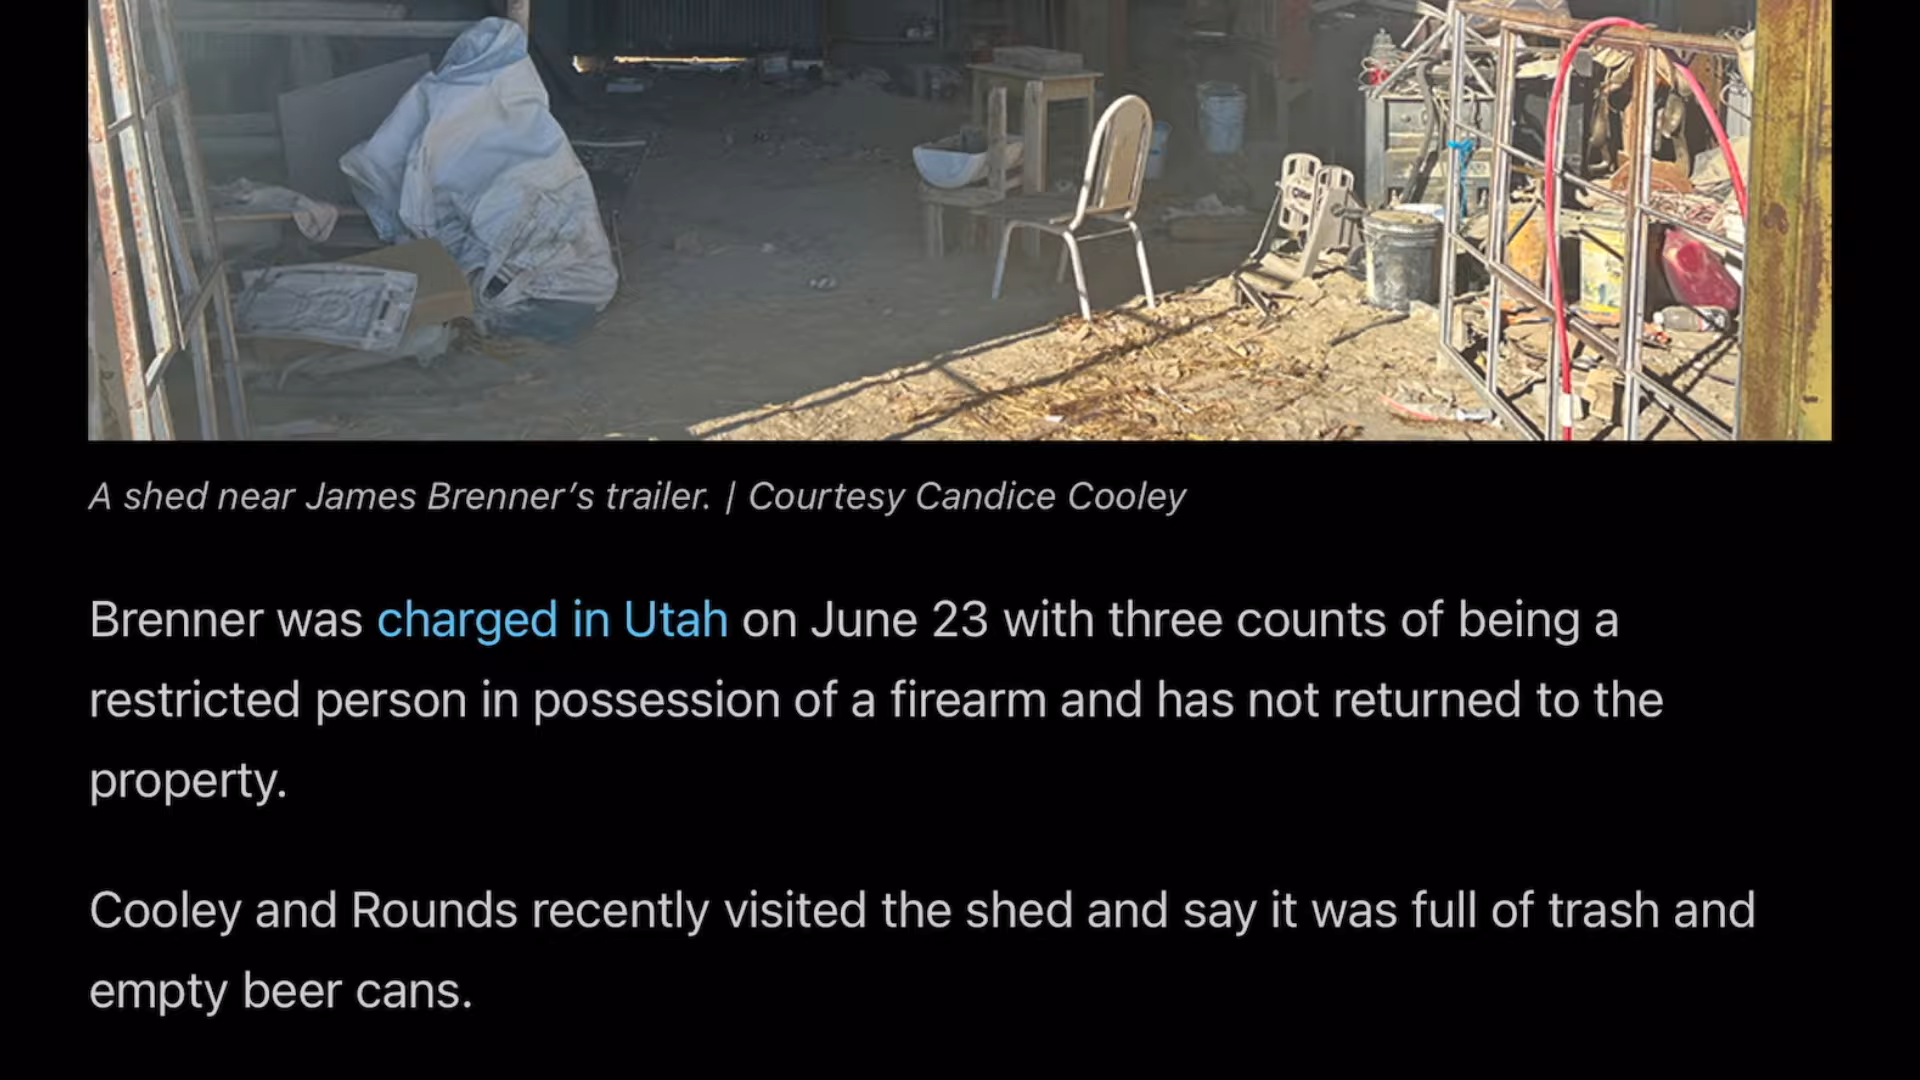 A shed near James Brenner’s trailer. | Courtesy Candice Cooley
Brenner was charged in Utah on June 23 with three counts of being a
restricted person in possession of a firearm and has not returned to the
property.
Cooley and Rounds recently visited the shed and say it was full of trash and
empty beer cans.